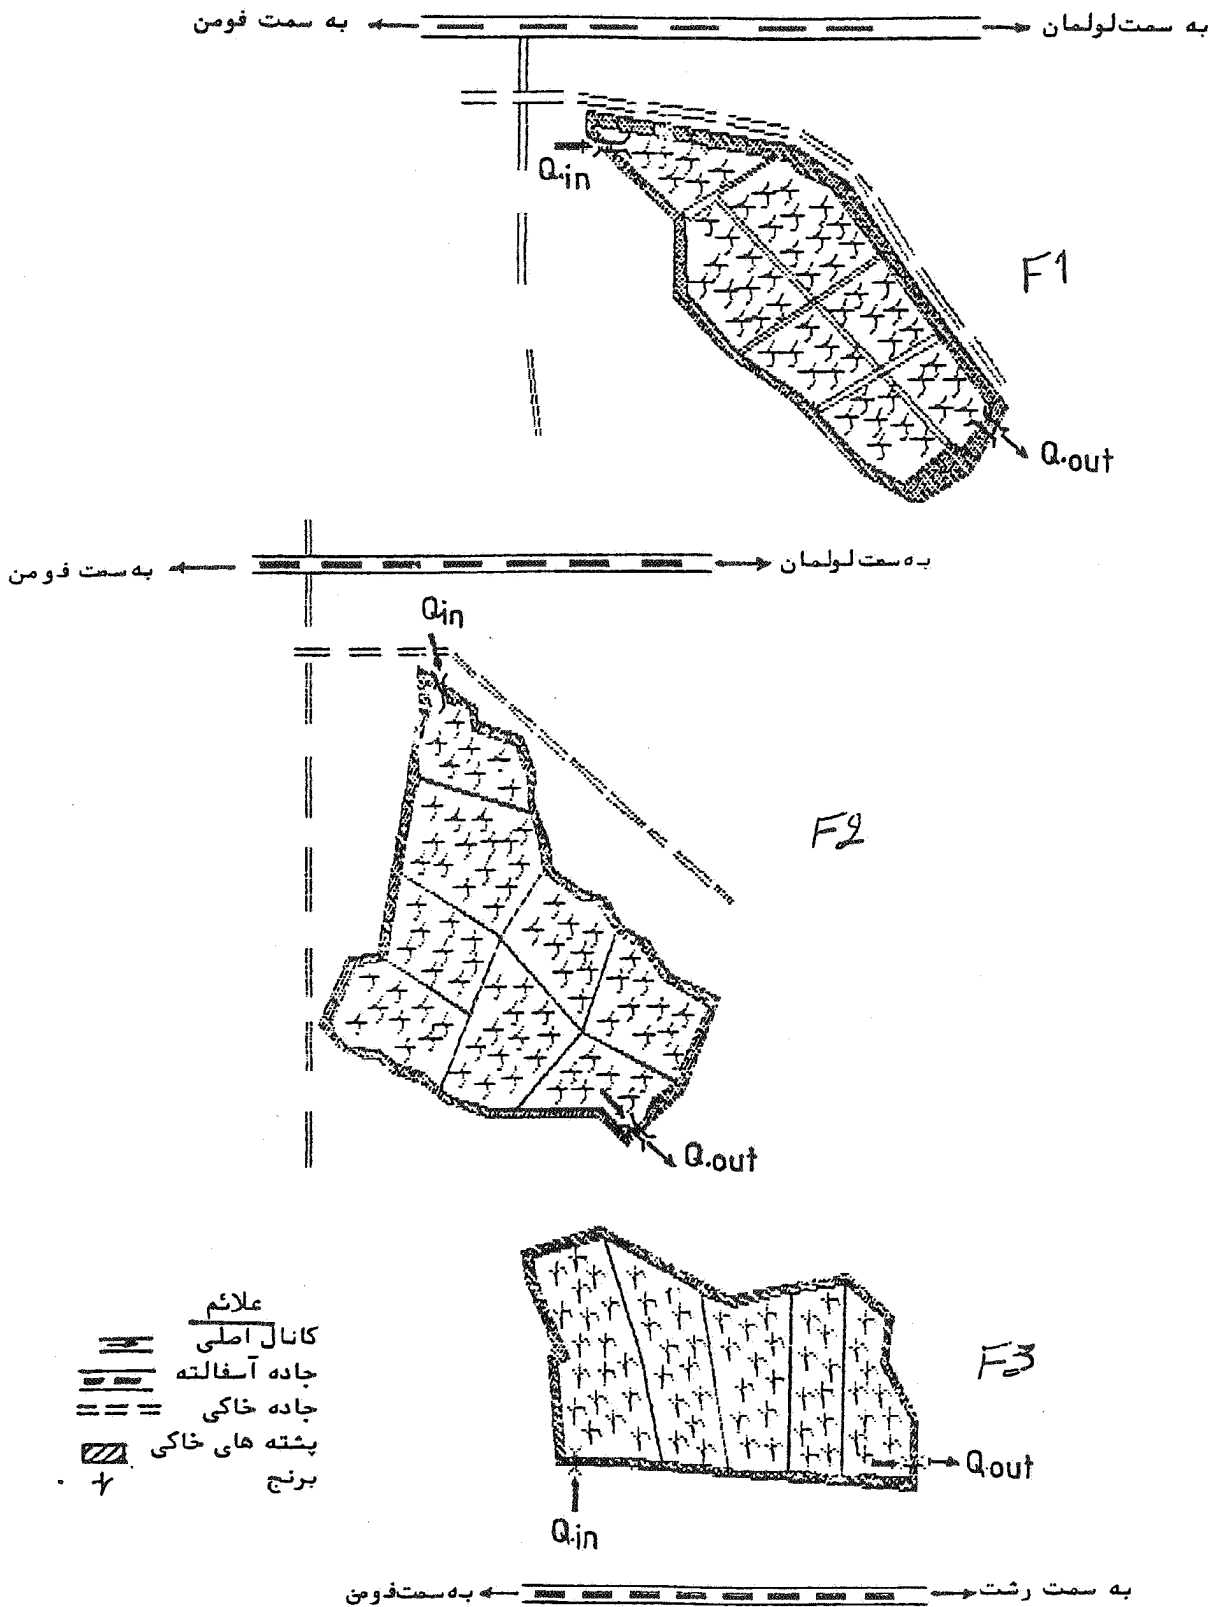 به سمت فومن
به سمت لولمان
Q.in
F1
Q.out
به سمت فومن
به سمت لولمان
Qin
F2
Q.out
علائم
کانال اصلی
جاده آسفالته
جاده خاکی
پشته های خاکی
برنج
F3
Q.out
Q.in
به سمت فومن
به سمت رشت